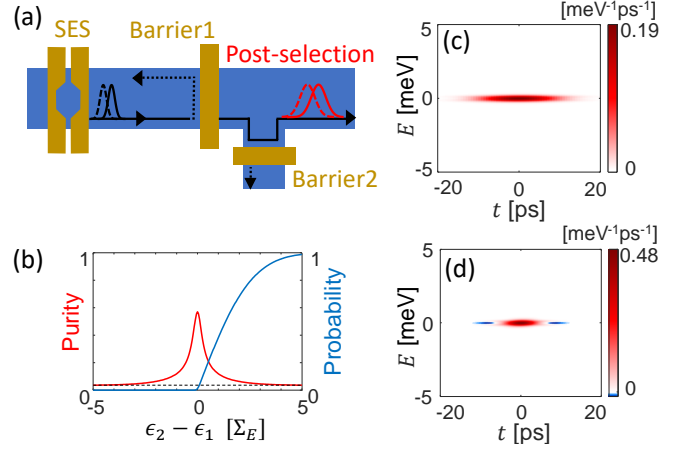 (a)
SES
Barrier1
Post-selection
Barrier2
(b)
1
1
Purity
Probability
0
0
-5
0
5
ϵ₂ − ϵ₁ [Σ_E]
[meV⁻¹ps⁻¹]
(c)
0.19
5
E [meV]
0
-5
0
-20
0
20
t [ps]
[meV⁻¹ps⁻¹]
(d)
0.48
5
E [meV]
0
-5
0
-20
0
20
t [ps]